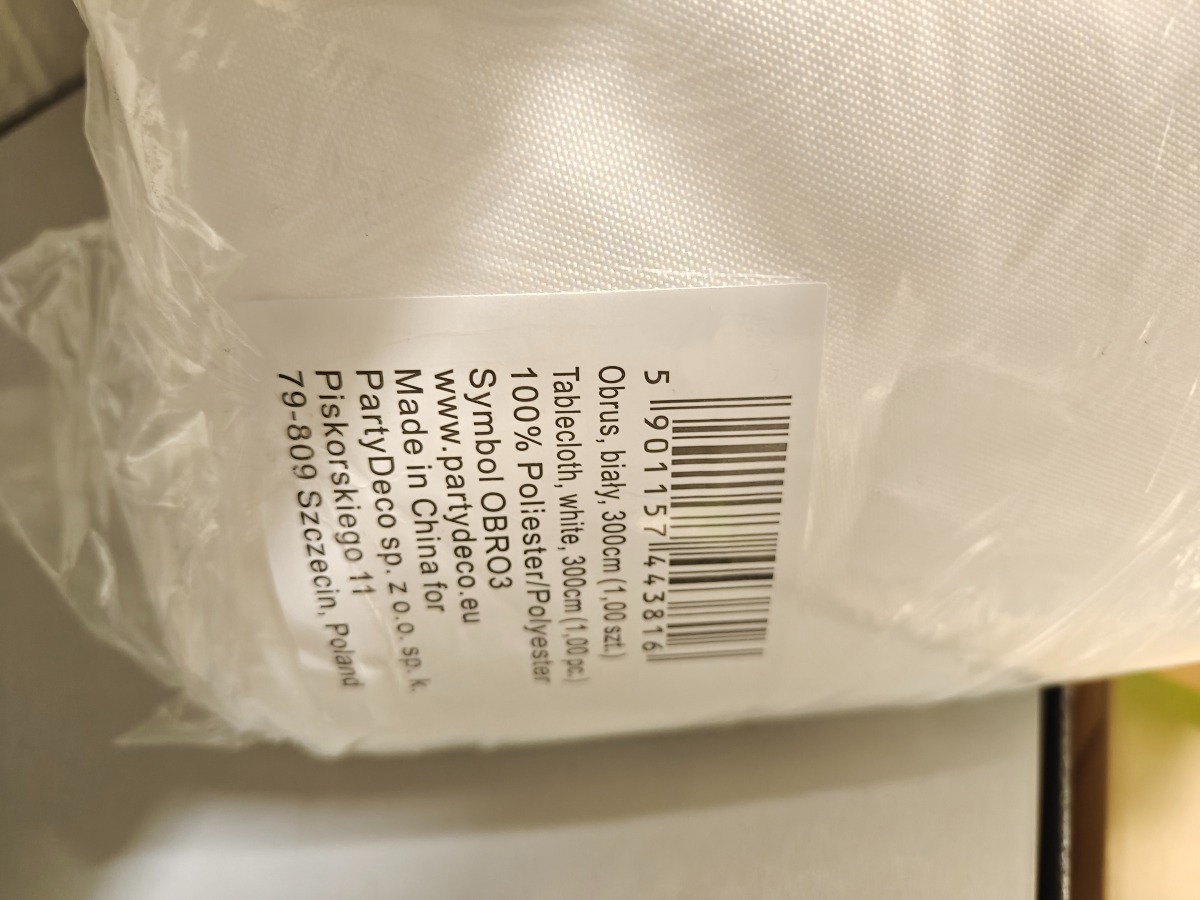 5 901157 443816
Obrus, biały, 300cm (1,00 szt.)
Tablecloth, white, 300cm (1,00 pc.)
100% Poliester/Polyester
Symbol OBRO3
www.partydeco.eu
Made in China for
PartyDeco sp. z o.o. sp. k.
Piskorskiego 11
79-809 Szczecin, Poland